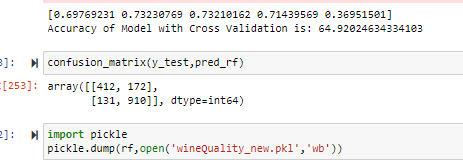 [0.69769231 0.73230769 0.73210162 0.71439569 0.36951501]
Accuracy of Model with Cross Validation is: 64.92024634334103
]: confusion_matrix(y_test,pred_rf)
[253]: array([[412, 172],
[131, 910]], dtype=int64)
]: import pickle
pickle.dump(rf,open('wineQuality_new.pkl','wb'))